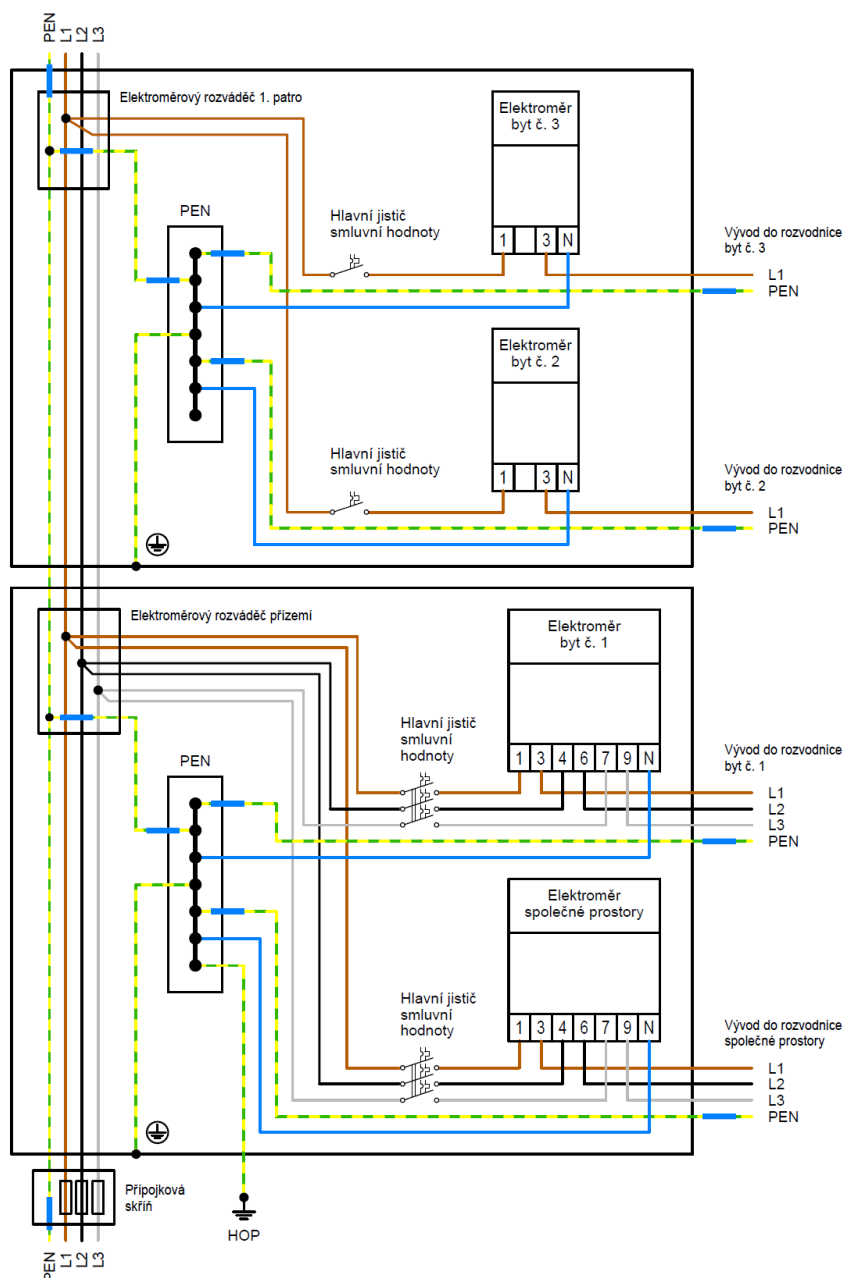 PEN
L1
L2
L3
Elektroměrový rozváděč 1. patro
Elektroměr
byt č. 3
PEN
Hlavní jistič
smluvní hodnoty
1 3 N
Vývod do rozvodnice
byt č. 3
L1
PEN
Elektroměr
byt č. 2
Hlavní jistič
smluvní hodnoty
1 3 N
Vývod do rozvodnice
byt č. 2
L1
PEN
Elektroměrový rozváděč přízemí
Elektroměr
byt č. 1
PEN
Hlavní jistič
smluvní
hodnoty
1 3 4 6 7 9 N
Vývod do rozvodnice
byt č. 1
L1
L2
L3
PEN
Elektroměr
společné prostory
Hlavní jistič
smluvní
hodnoty
1 3 4 6 7 9 N
Vývod do rozvodnice
společné prostory
L1
L2
L3
PEN
Přípojková
skříň
HOP
PEN
L1
L2
L3